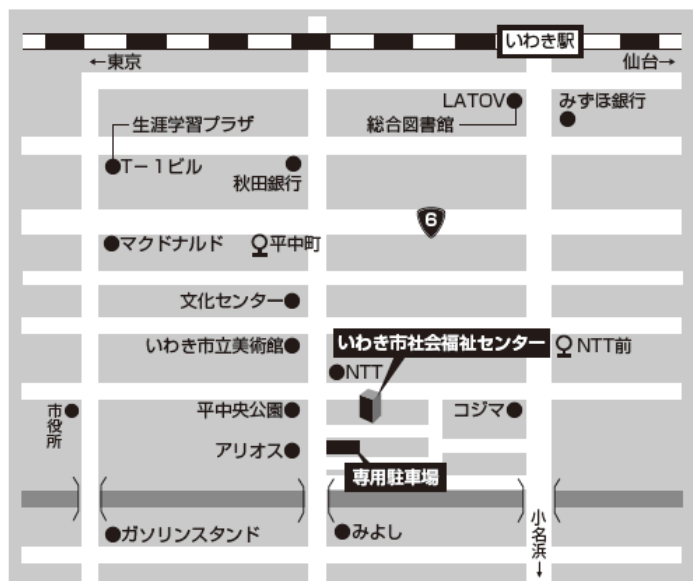 いわき駅
←東京
仙台→
LATOV
みずほ銀行
総合図書館
生涯学習プラザ
T−1ビル
秋田銀行
6
マクドナルド
平中町
文化センター
いわき市立美術館
いわき市社会福祉センター
NTT前
NTT
市役所
平中央公園
コジマ
アリオス
専用駐車場
ガソリンスタンド
みよし
小名浜→